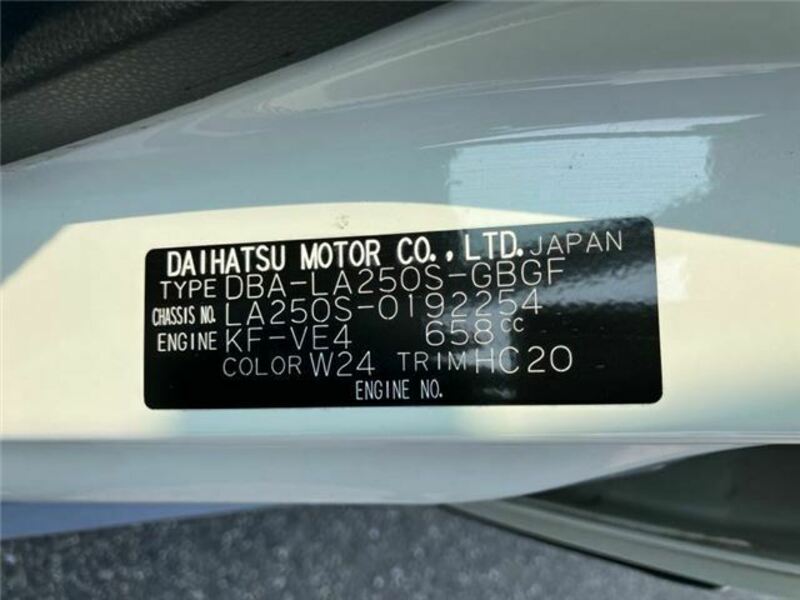 DAIHATSU MOTOR CO., LTD. JAPAN
TYPE DBA-LA250S-GBGF
CHASSIS NO. LA250S-0192254
ENGINE KF-VE4 658CC
COLOR W24 TRIM HC20
ENGINE NO.